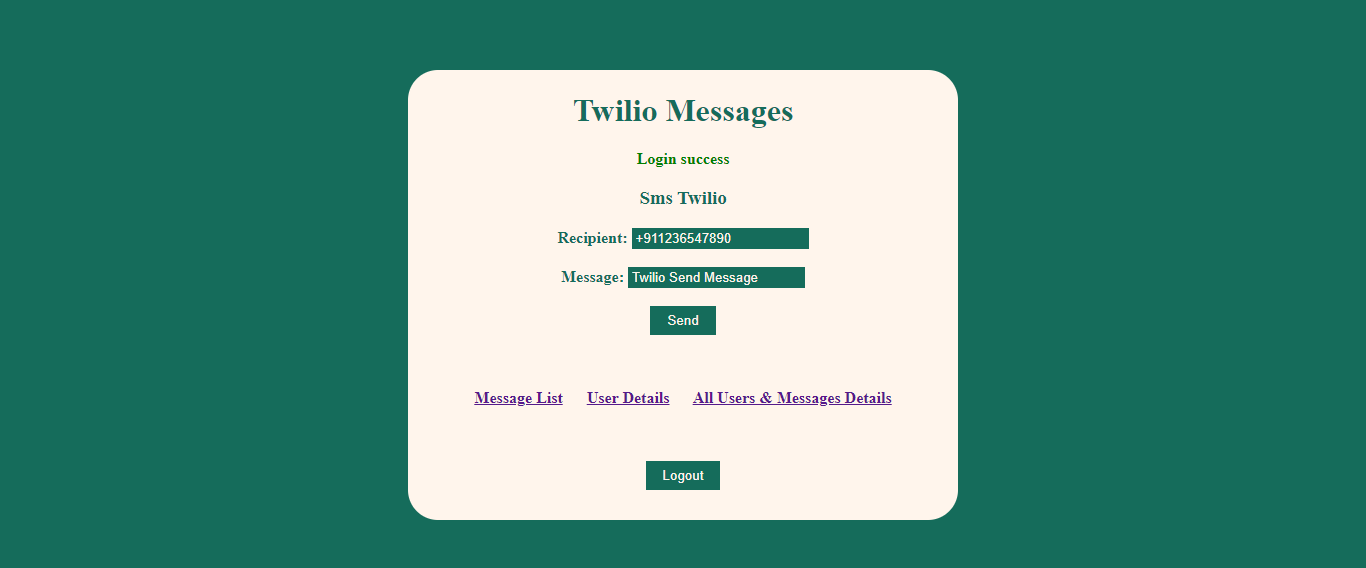 Twilio Messages
Login success
Sms Twilio
Recipient: +911236547890
Message: Twilio Send Message
Send
Message List User Details All Users & Messages Details
Logout